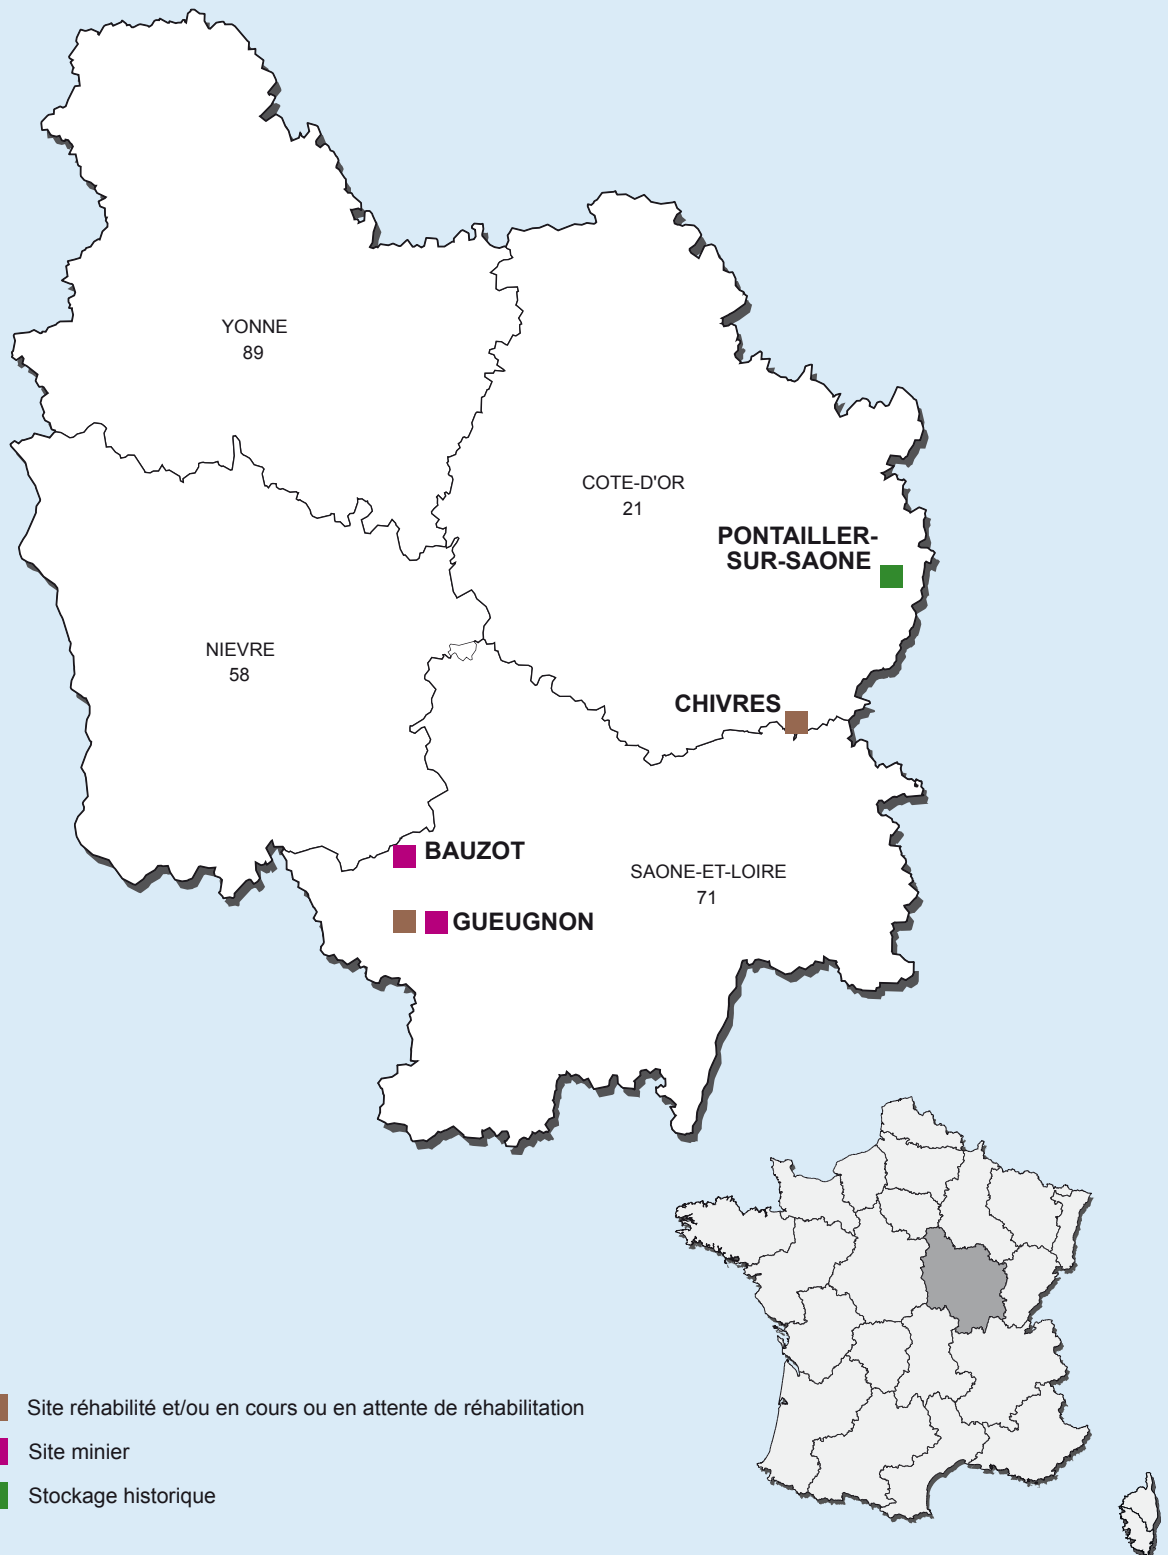 YONNE
89
COTE-D'OR
21
PONTAILLER-
SUR-SAONE
NIEVRE
58
CHIVRES
BAUZOT
SAONE-ET-LOIRE
71
GUEUGNON
Site réhabilité et/ou en cours ou en attente de réhabilitation
Site minier
Stockage historique